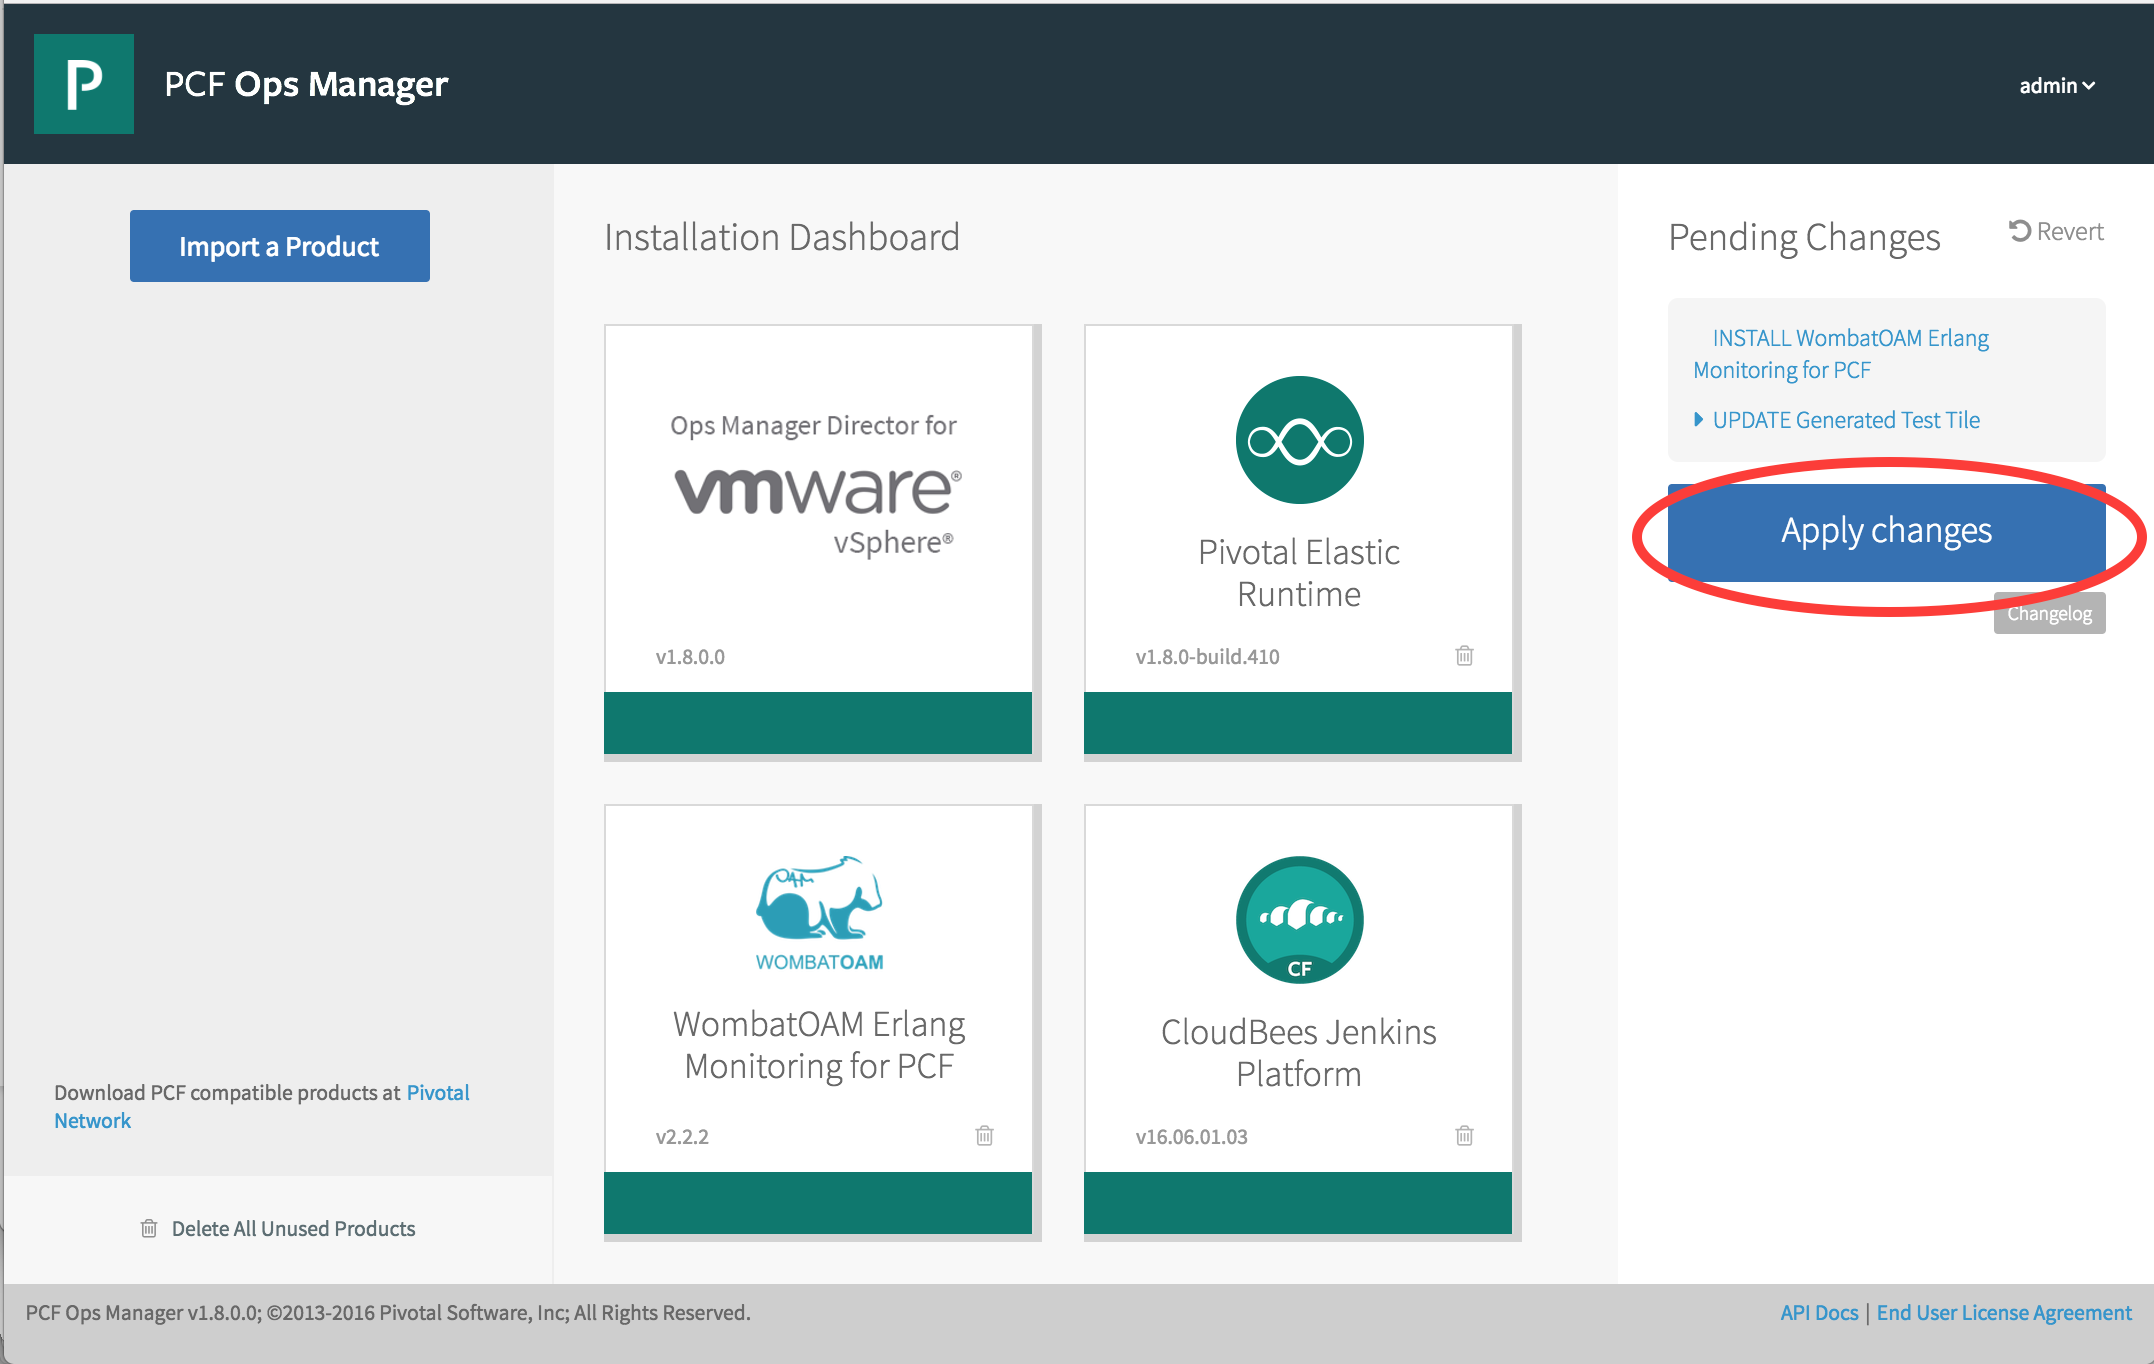 P
PCF Ops Manager
admin
Import a Product
Download PCF compatible products at Pivotal
Network
Delete All Unused Products
Installation Dashboard
Ops Manager Director for
vmware®
vSphere®
v1.8.0.0
Pivotal Elastic
Runtime
v1.8.0-build.410
OAM
WOMBATOAM
WombatOAM Erlang
Monitoring for PCF
v2.2.2
CF
CloudBees Jenkins
Platform
v16.06.01.03
Pending Changes
Revert
INSTALL WombatOAM Erlang
Monitoring for PCF
UPDATE Generated Test Tile
Apply changes
Changelog
PCF Ops Manager v1.8.0.0; ©2013-2016 Pivotal Software, Inc; All Rights Reserved.
API Docs | End User License Agreement